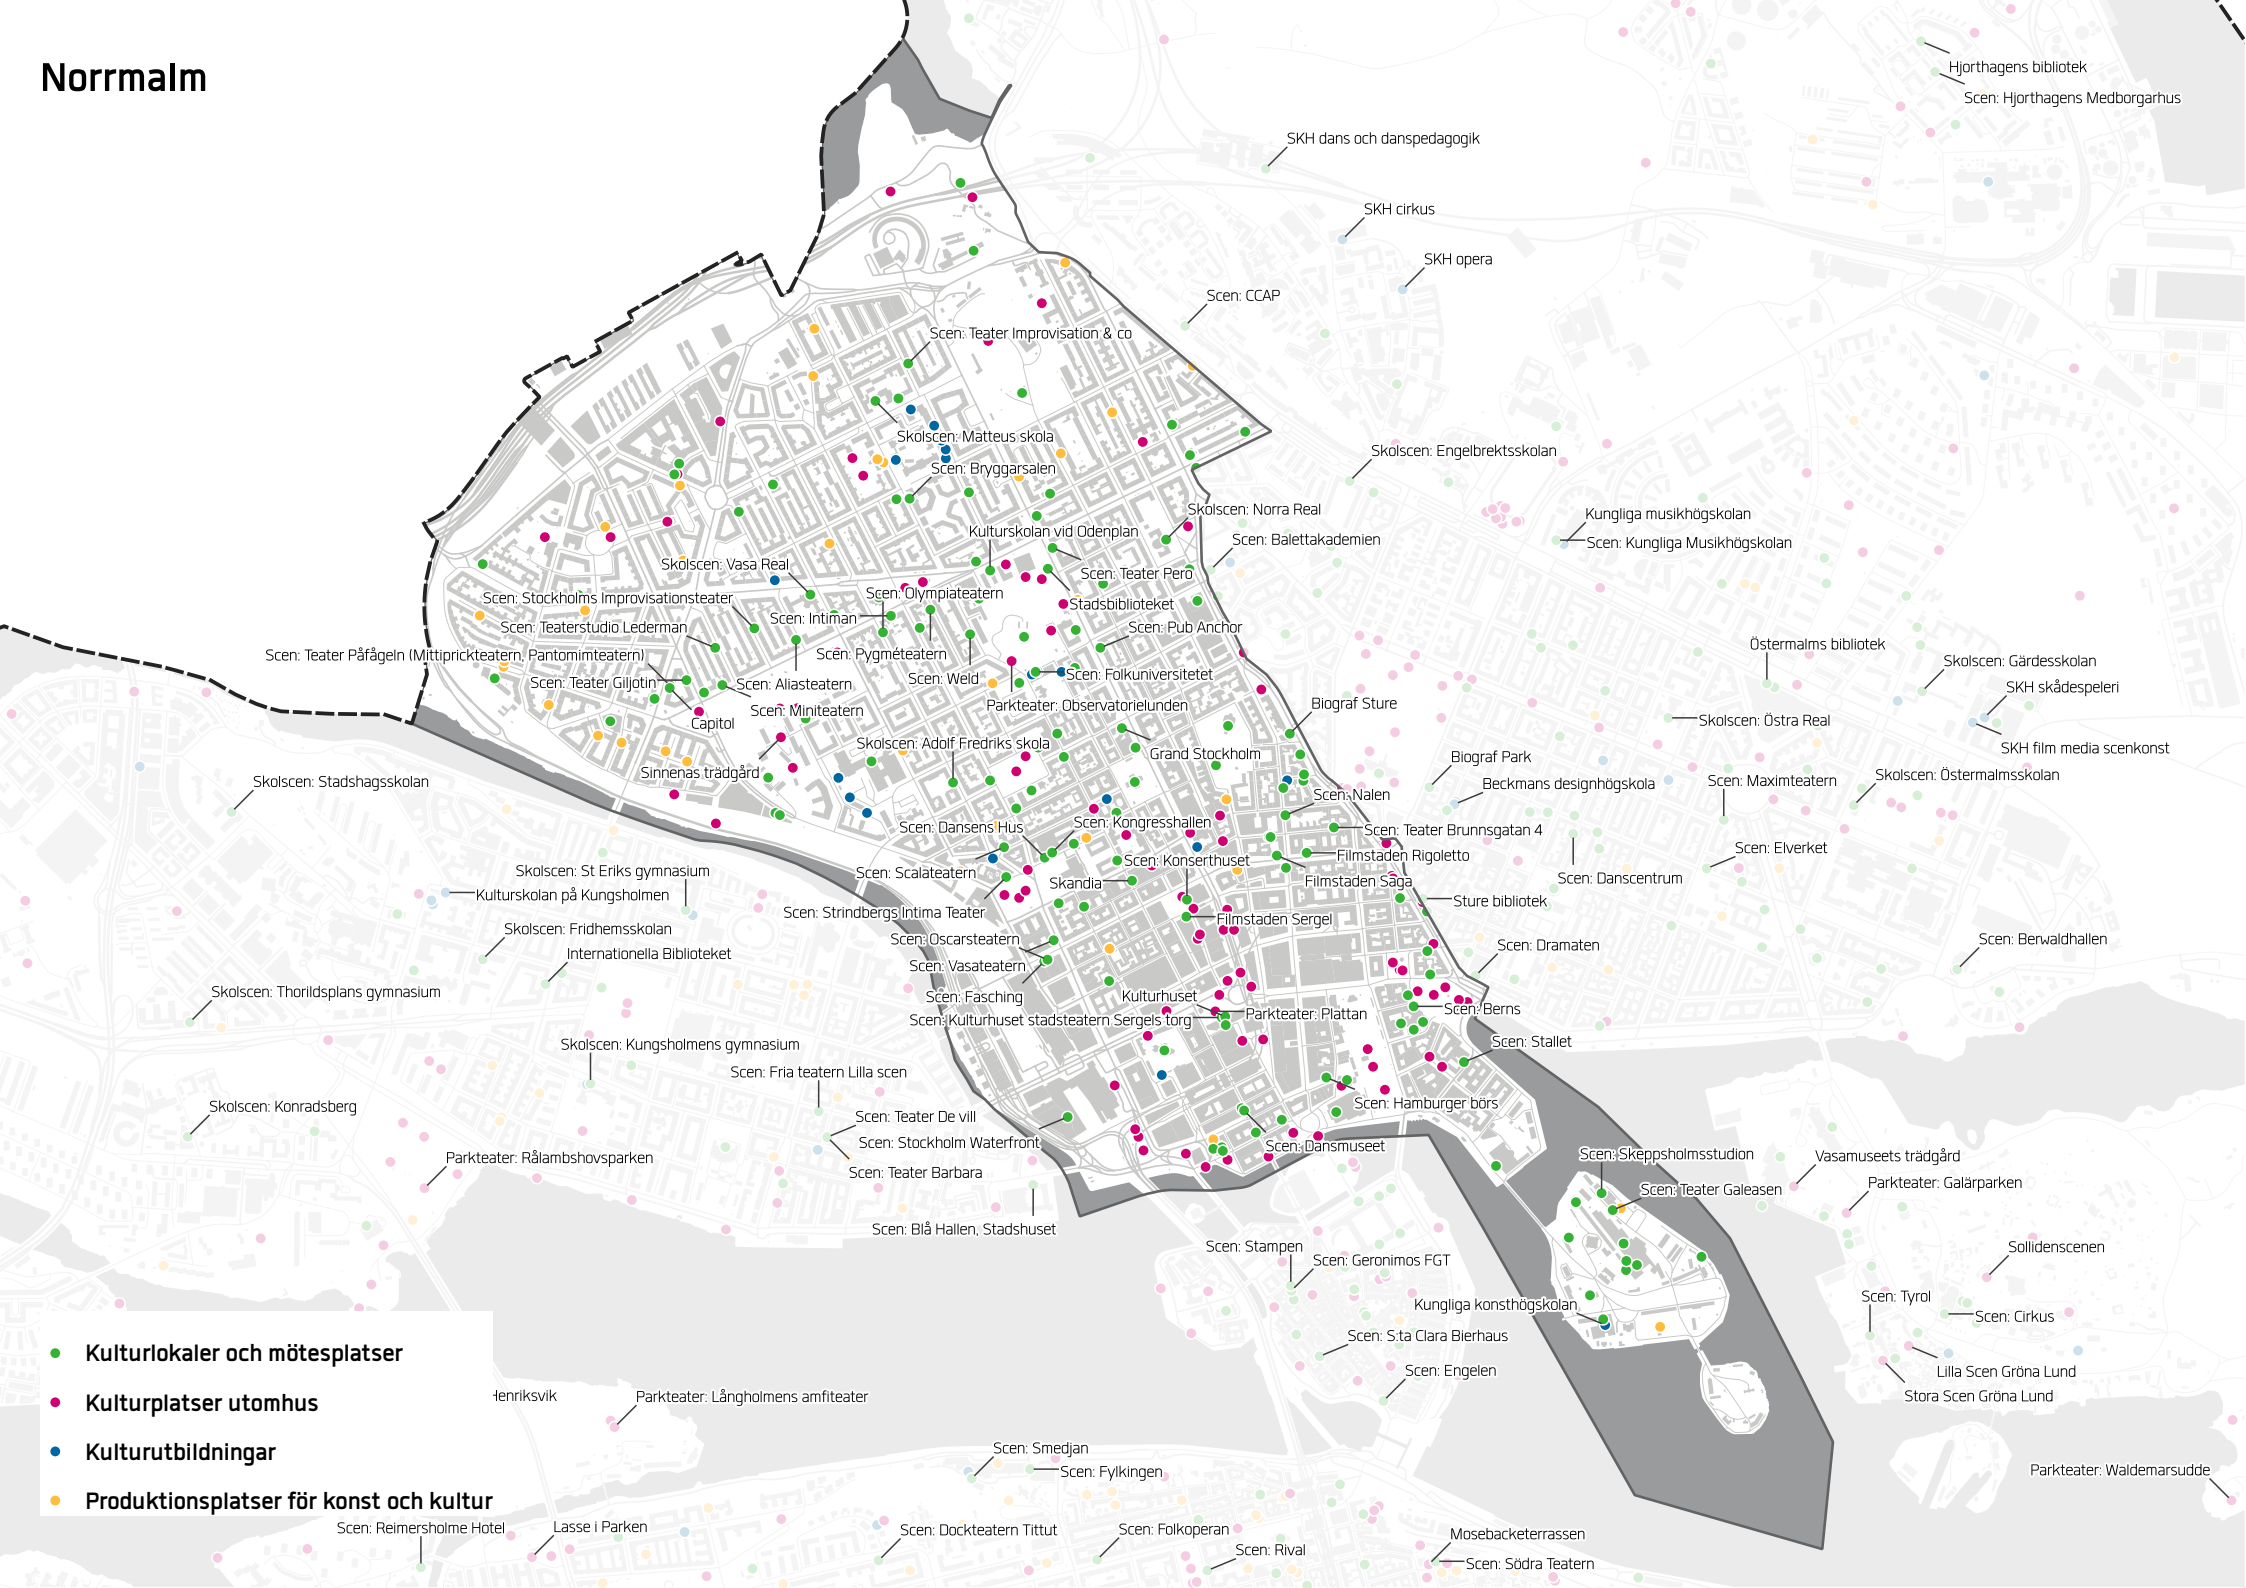 Norrmalm
Hjorthagens bibliotek
Scen: Hjorthagens Medborgarhus
SKH dans och danspedagogik
SKH cirkus
SKH opera
Scen: CCAP
Scen: Teater Improvisation & co
Skolscen: Matteus skola
Skolscen: Engelbrektsskolan
Scen: Bryggarsalen
Skolscen: Norra Real
Kungliga musikhögskolan
Kulturskolan vid Odenplan
Scen: Balettakademien
Scen: Kungliga Musikhögskolan
Skolscen: Vasa Real
Scen: Teater Pero
Scen: Stockholms Improvisationsteater
Scen: Olympiateatern
Stadsbiblioteket
Scen: Intiman
Scen: Teaterstudio Lederman
Scen: Pub Anchor
Östermalms bibliotek
Scen: Teater Påfågeln (Mittiprickteatern, Pantomimteatern)
Scen: Pygméteatern
Skolscen: Gärdesskolan
Scen: Teater Giljotin
Scen: Aliasteatern
Scen: Weld
Scen: Folkuniversitetet
SKH skådespeleri
Scen: Miniteatern
Parkteater: Observatorielunden
Biograf Sture
Capitol
Skolscen: Östra Real
Skolscen: Adolf Fredriks skola
Grand Stockholm
SKH film media scenkonst
Biograf Park
Sinnenas trädgård
Skolscen: Stadshagsskolan
Beckmans designhögskola
Scen: Maximteatern
Skolscen: Östermalmsskolan
Scen: Nalen
Scen: Dansens Hus
Scen: Kongresshallen
Scen: Teater Brunnsgatan 4
Scen: Elverket
Filmstaden Rigoletto
Scen: Konserthuset
Skolscen: St Eriks gymnasium
Scen: Scalateatern
Skandia
Filmstaden Saga
Scen: Danscentrum
Kulturskolan på Kungsholmen
Sture bibliotek
Scen: Strindbergs Intima Teater
Filmstaden Sergel
Skolscen: Fridhemsskolan
Scen: Oscarsteatern
Scen: Dramaten
Scen: Berwaldhallen
Internationella Biblioteket
Scen: Vasateatern
Skolscen: Thorildsplans gymnasium
Scen: Fasching
Kulturhuset
Scen: Berns
Scen: Kulturhuset stadsteatern Sergels torg
Parkteater: Plattan
Skolscen: Kungsholmens gymnasium
Scen: Stallet
Scen: Fria teatern Lilla scen
Skolscen: Konradsberg
Scen: Hamburger börs
Scen: Teater De vill
Scen: Stockholm Waterfront
Scen: Dansmuseet
Parkteater: Rålambshovsparken
Scen: Skeppsholmsstudion
Vasamuseets trädgård
Scen: Teater Barbara
Scen: Teater Galeasen
Parkteater: Galärparken
Scen: Blå Hallen, Stadshuset
Scen: Stampen
Sollidenscenen
Scen: Geronimos FGT
Scen: Tyrol
Kungliga konsthögskolan
Scen: Cirkus
Scen: S:ta Clara Bierhaus
Kulturlokaler och mötesplatser
Scen: Engelen
Lilla Scen Gröna Lund
Kulturplatser utomhus
Parkteater: Långholmens amfiteater
Stora Scen Gröna Lund
Kulturutbildningar
Scen: Smedjan
Scen: Fylkingen
Parkteater: Waldemarsudde
Produktionsplatser för konst och kultur
Scen: Reimersholme Hotel
Lasse i Parken
Scen: Dockteatern Tittut
Scen: Folkoperan
Mosebacketerrassen
Scen: Rival
Scen: Södra Teatern